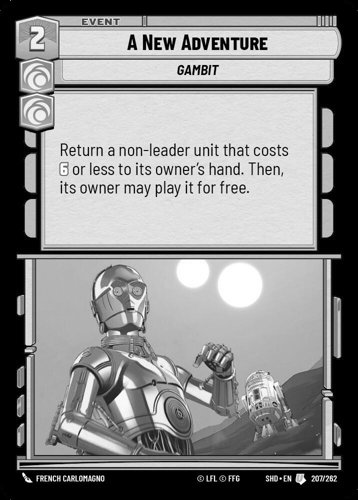 EVENT
2
A NEW ADVENTURE
GAMBIT
Return a non-leader unit that costs
6 or less to its owner's hand. Then,
its owner may play it for free.
FRENCH CARLOMAGNO
© LFL © FFG
SHD • EN
207/262